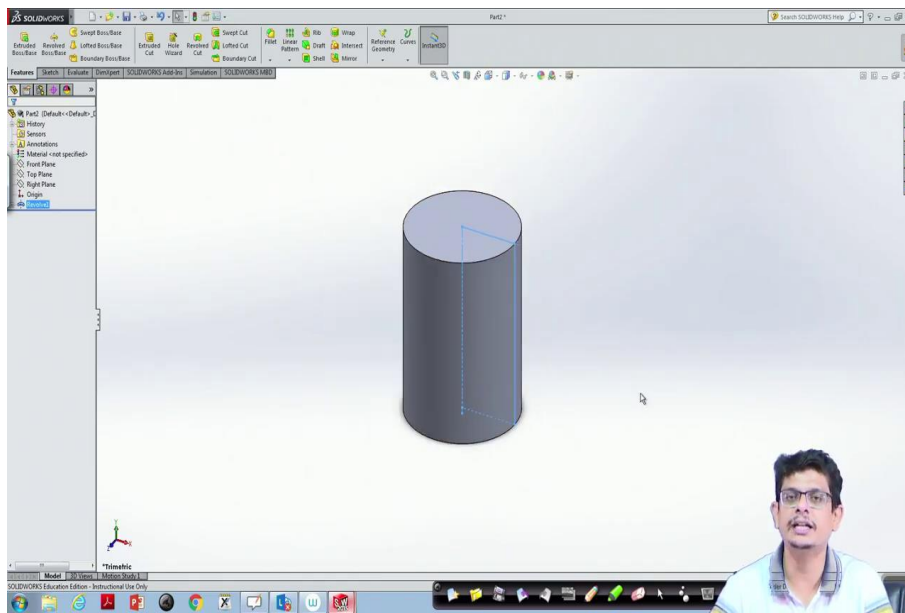 SOLIDWORKS
Part2 *
Search SOLIDWORKS Help
Extruded Boss/Base
Revolved Boss/Base
Swept Boss/Base
Lofted Boss/Base
Boundary Boss/Base
Extruded Cut
Hole Wizard
Revolved Cut
Swept Cut
Lofted Cut
Boundary Cut
Fillet
Linear Pattern
Rib
Draft
Shell
Wrap
Intersect
Mirror
Reference Geometry
Curves
Instant3D
Features Sketch Evaluate DimXpert SOLIDWORKS Add-Ins Simulation SOLIDWORKS MBD
Part2 (Default<<Default>_D
History
Sensors
Annotations
Material <not specified>
Front Plane
Top Plane
Right Plane
Origin
Revolve1
Y
X
Z
*Trimetric
Model 3D Views Motion Study 1
SOLIDWORKS Education Edition - Instructional Use Only